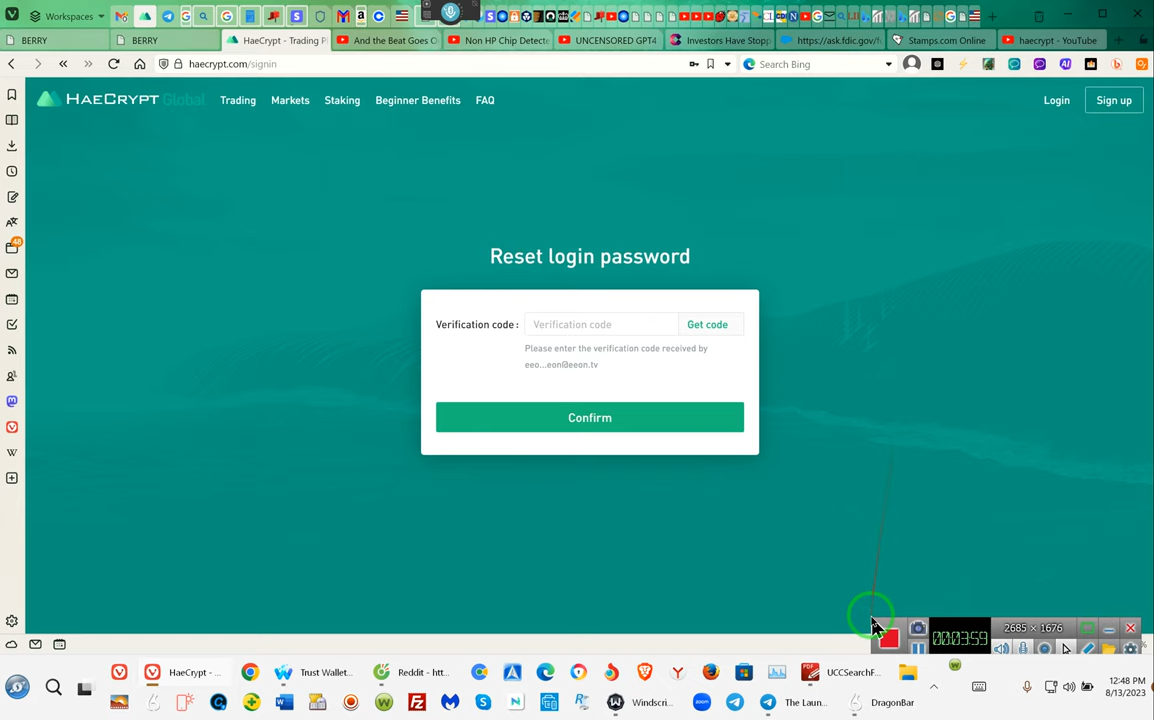 Workspaces
BERRY
BERRY
HaeCrypt - Trading Pl
And the Beat Goes O
Non HP Chip Detecte
UNCENSORED GPT4
Investors Have Stopp
https://ask.fdic.gov/f
Stamps.com Online
haecrypt - YouTube
haecrypt.com/signin
Search Bing
HAECRYPT Global
Trading
Markets
Staking
Beginner Benefits
FAQ
Login
Sign up
48
Reset login password
Verification code :
Verification code
Get code
Please enter the verification code received by
eeo...eon@eeon.tv
Confirm
00:03:59
2685 x 1676
HaeCrypt - ...
Trust Wallet...
Reddit - htt...
UCCSearchF...
Windscri...
The Laun...
DragonBar
12:48 PM
8/13/2023